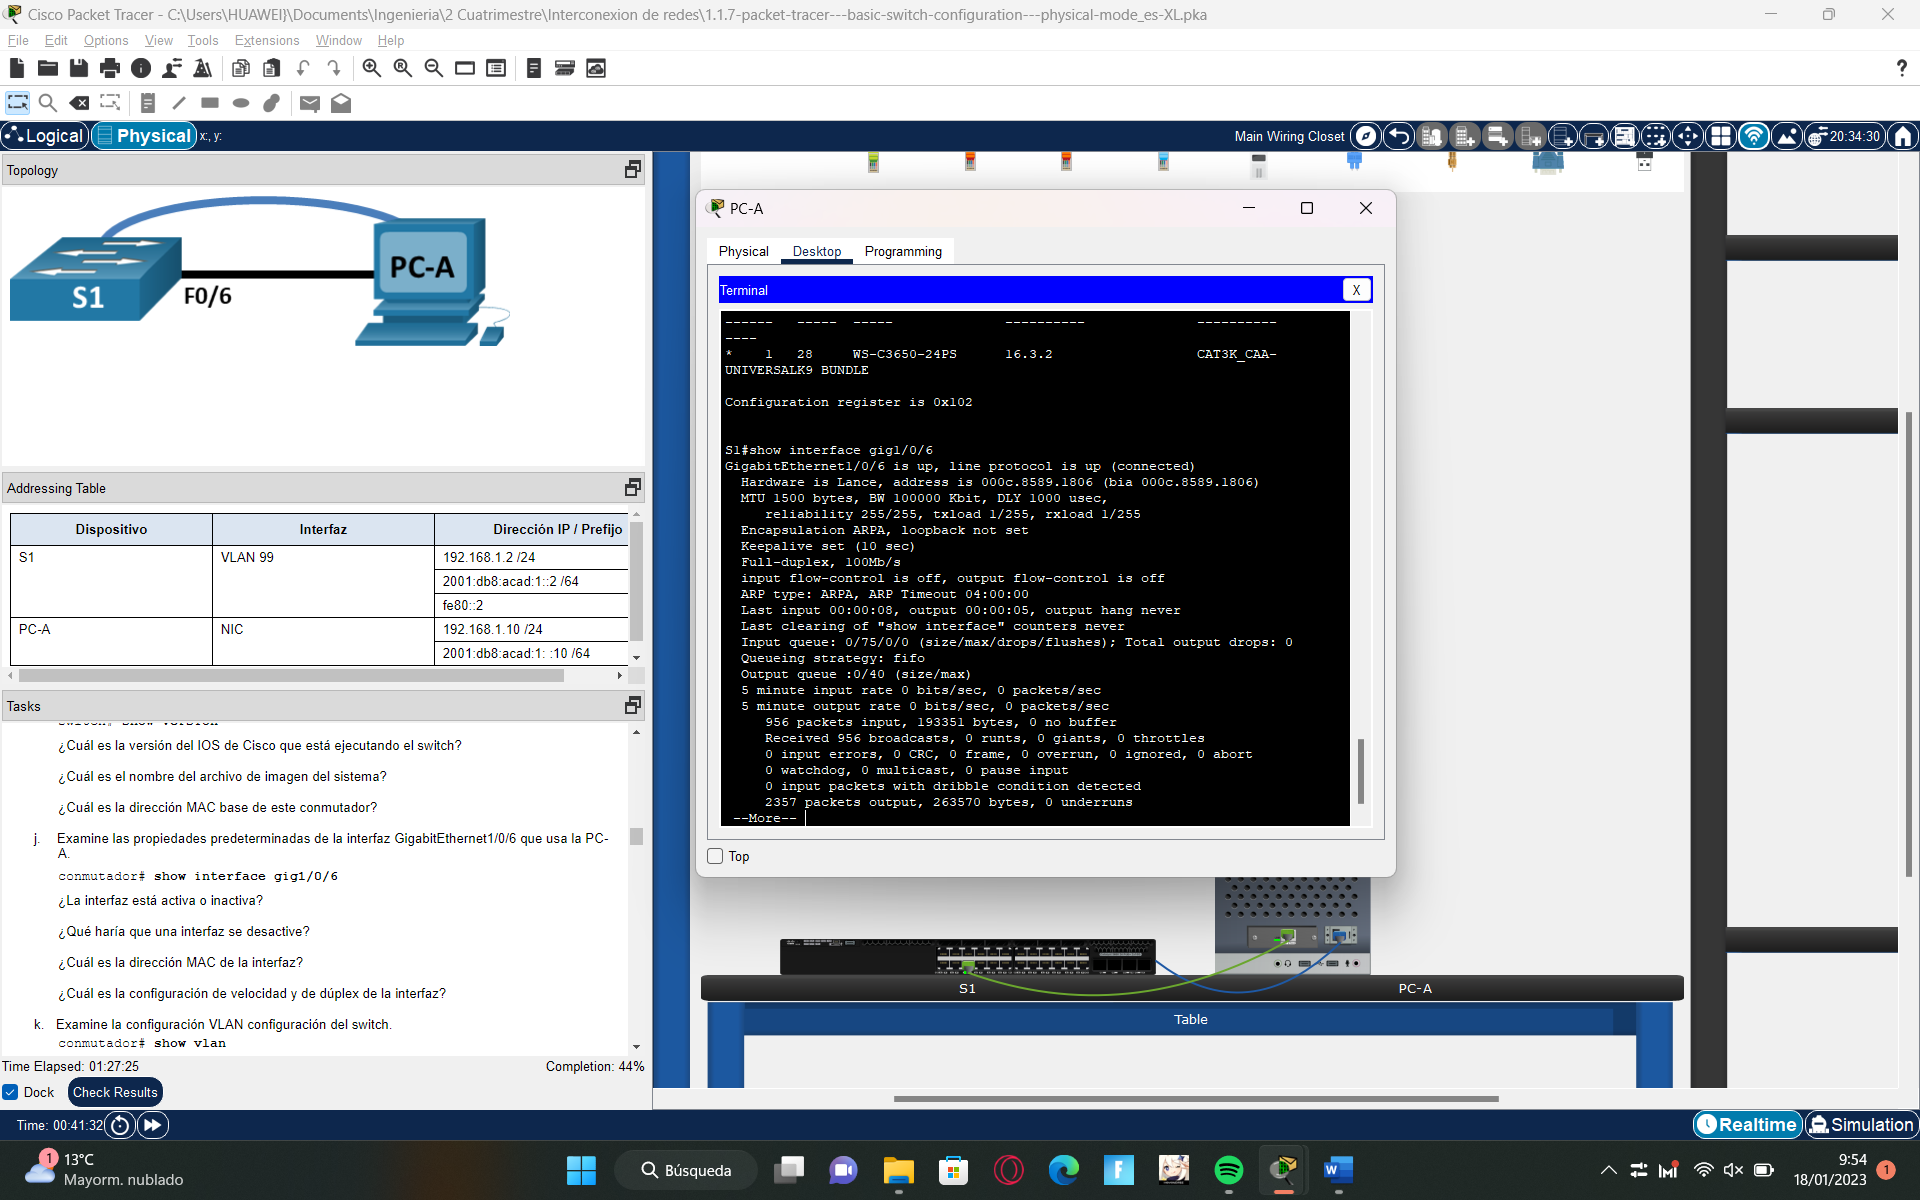 Cisco Packet Tracer - C:\Users\HUAWEI}\Documents\Ingenieria\2 Cuatrimestre\Interconexion de redes\1.1.7-packet-tracer---basic-switch-configuration---physical-mode_es-XL.pka
File Edit Options View Tools Extensions Window Help
?
Logical Physical x:, y:
Main Wiring Closet
20:34:30
Topology
S1
F0/6
PC-A
Addressing Table
Dispositivo Interfaz Dirección IP / Prefijo
S1 VLAN 99 192.168.1.2 /24
2001:db8:acad:1::2 /64
fe80::2
PC-A NIC 192.168.1.10 /24
2001:db8:acad:1: :10 /64
Tasks
¿Cuál es la versión del IOS de Cisco que está ejecutando el switch?
¿Cuál es el nombre del archivo de imagen del sistema?
¿Cuál es la dirección MAC base de este conmutador?
j. Examine las propiedades predeterminadas de la interfaz GigabitEthernet1/0/6 que usa la PC-
A.
conmutador# show interface gig1/0/6
¿La interfaz está activa o inactiva?
¿Qué haría que una interfaz se desactive?
¿Cuál es la dirección MAC de la interfaz?
¿Cuál es la configuración de velocidad y de dúplex de la interfaz?
k. Examine la configuración VLAN configuración del switch.
conmutador# show vlan
Time Elapsed: 01:27:25 Completion: 44%
Dock Check Results
PC-A
Physical Desktop Programming
Terminal X
------ ----- ----- ---------- ----------
----
* 1 28 WS-C3650-24PS 16.3.2 CAT3K_CAA-
UNIVERSALK9 BUNDLE
Configuration register is 0x102
S1#show interface gig1/0/6
GigabitEthernet1/0/6 is up, line protocol is up (connected)
Hardware is Lance, address is 000c.8589.1806 (bia 000c.8589.1806)
MTU 1500 bytes, BW 100000 Kbit, DLY 1000 usec,
reliability 255/255, txload 1/255, rxload 1/255
Encapsulation ARPA, loopback not set
Keepalive set (10 sec)
Full-duplex, 100Mb/s
input flow-control is off, output flow-control is off
ARP type: ARPA, ARP Timeout 04:00:00
Last input 00:00:08, output 00:00:05, output hang never
Last clearing of "show interface" counters never
Input queue: 0/75/0/0 (size/max/drops/flushes); Total output drops: 0
Queueing strategy: fifo
Output queue :0/40 (size/max)
5 minute input rate 0 bits/sec, 0 packets/sec
5 minute output rate 0 bits/sec, 0 packets/sec
956 packets input, 193351 bytes, 0 no buffer
Received 956 broadcasts, 0 runts, 0 giants, 0 throttles
0 input errors, 0 CRC, 0 frame, 0 overrun, 0 ignored, 0 abort
0 watchdog, 0 multicast, 0 pause input
0 input packets with dribble condition detected
2357 packets output, 263570 bytes, 0 underruns
--More--
Top
S1 PC-A
Table
Time: 00:41:32
Realtime Simulation
1
13°C
Mayorm. nublado
Búsqueda
9:54
18/01/2023
1